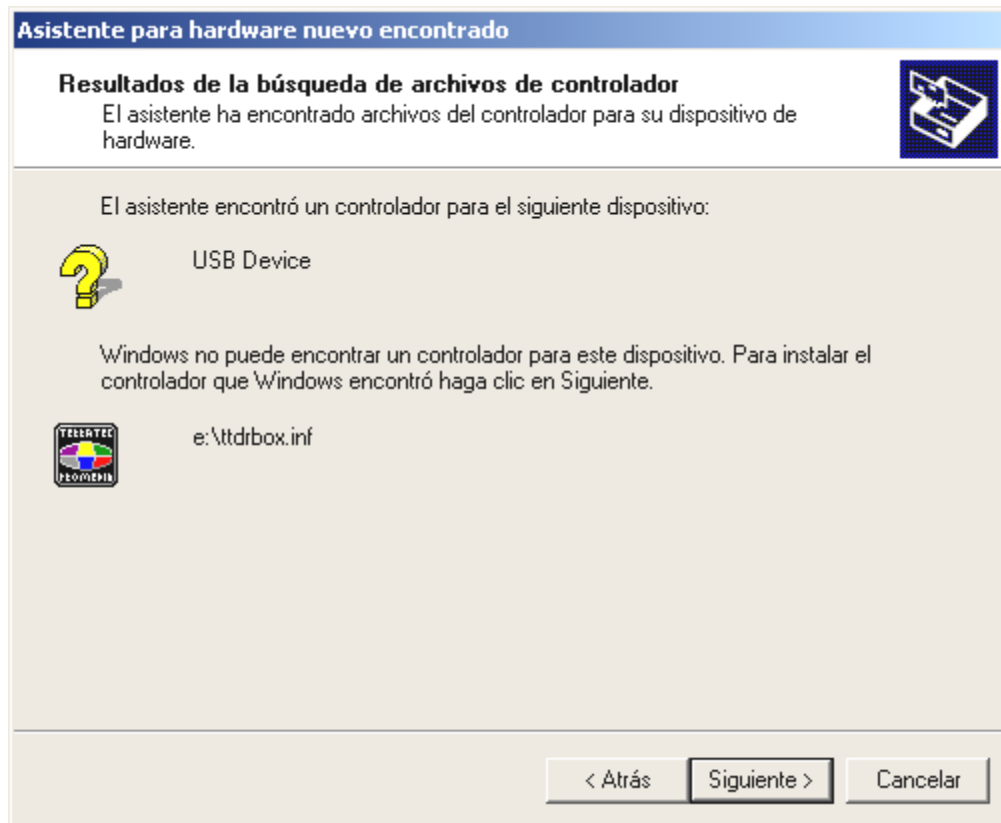 Asistente para hardware nuevo encontrado
Resultados de la búsqueda de archivos de controlador
El asistente ha encontrado archivos del controlador para su dispositivo de
hardware.
El asistente encontró un controlador para el siguiente dispositivo:
USB Device
Windows no puede encontrar un controlador para este dispositivo. Para instalar el
controlador que Windows encontró haga clic en Siguiente.
TERRATEC
PROMEDIA
e:\ttdrbox.inf
< Atrás
Siguiente >
Cancelar